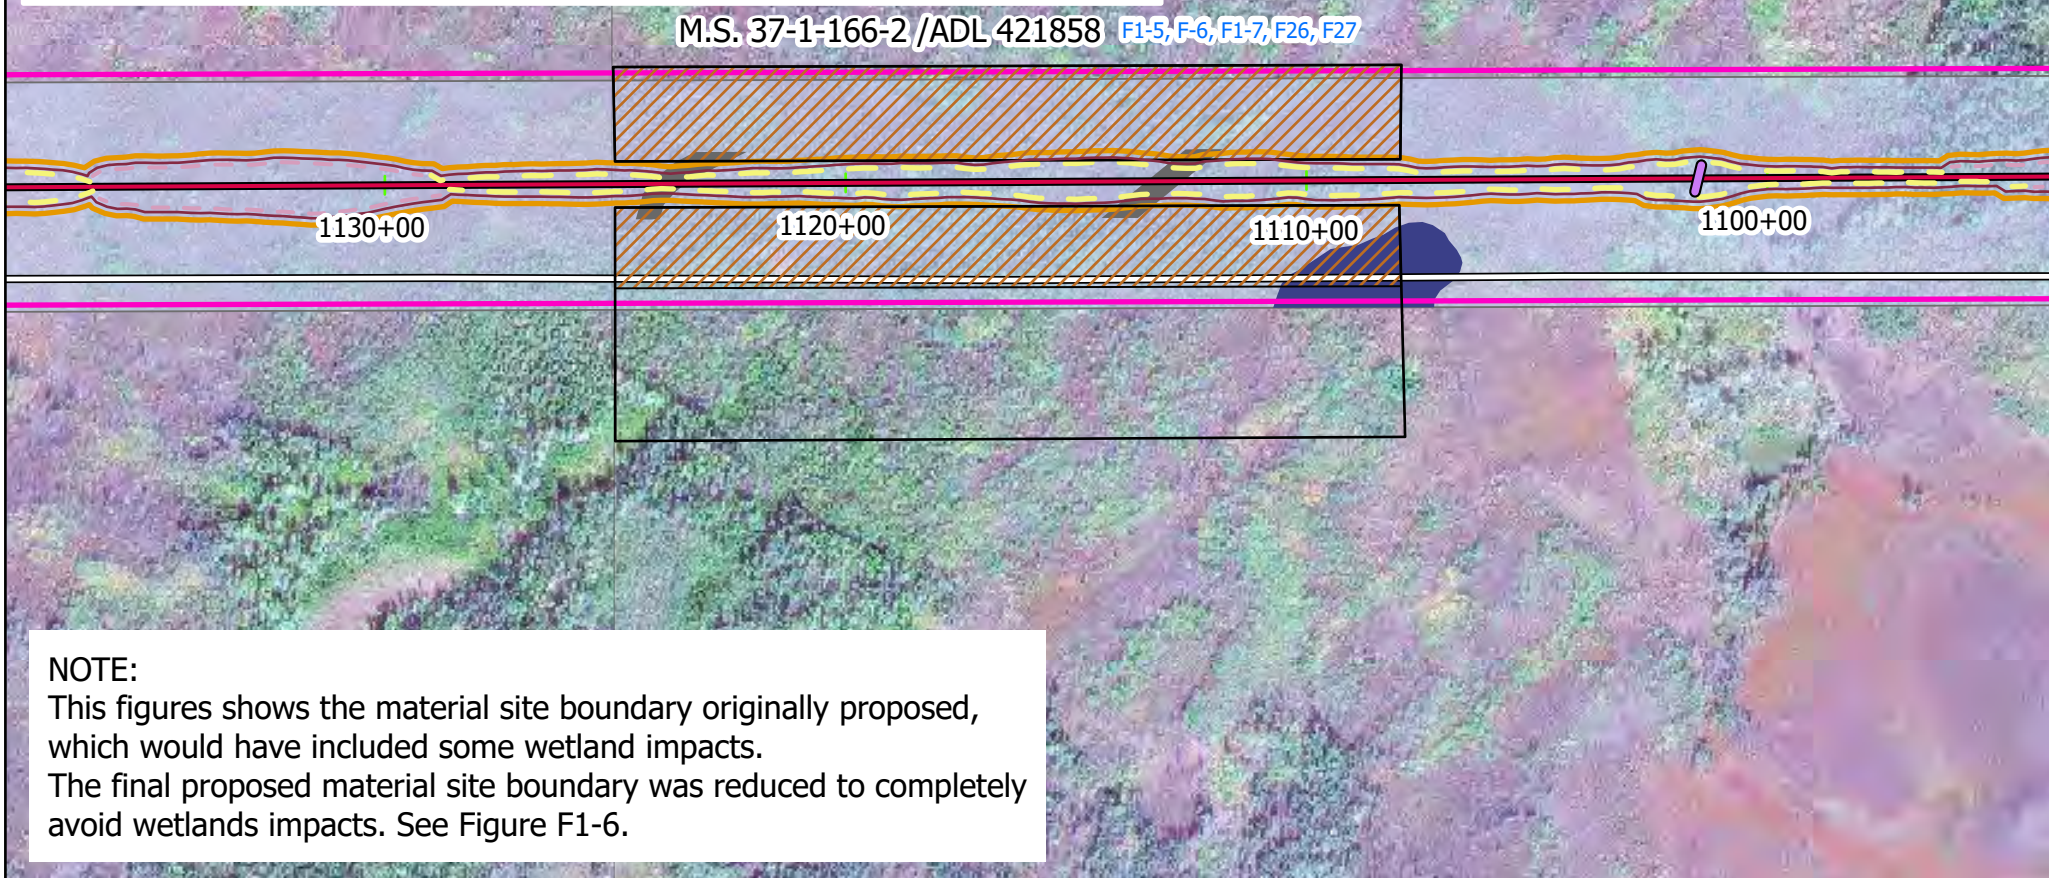 M.S. 37-1-166-2 /ADL 421858 F1-5, F-6, F1-7, F26, F27
1130+00 1120+00 1110+00 1100+00
NOTE:
This figures shows the material site boundary originally proposed,
which would have included some wetland impacts.
The final proposed material site boundary was reduced to completely
avoid wetlands impacts. See Figure F1-6.